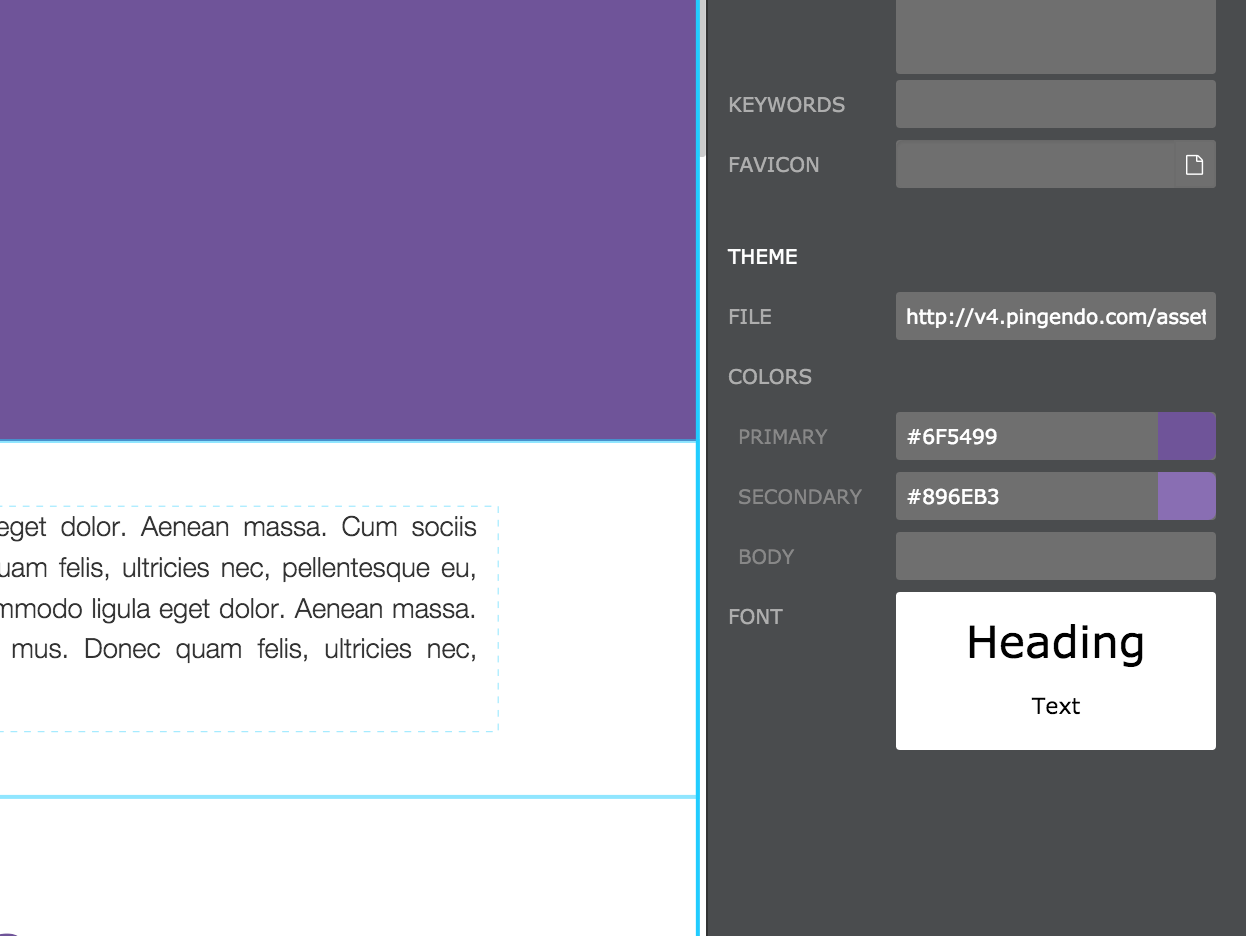 eget dolor. Aenean massa. Cum sociis
uam felis, ultricies nec, pellentesque eu,
mmodo ligula eget dolor. Aenean massa.
mus. Donec quam felis, ultricies nec,
KEYWORDS
FAVICON
THEME
FILE http://v4.pingendo.com/asset
COLORS
PRIMARY #6F5499
SECONDARY #896EB3
BODY
FONT
Heading
Text